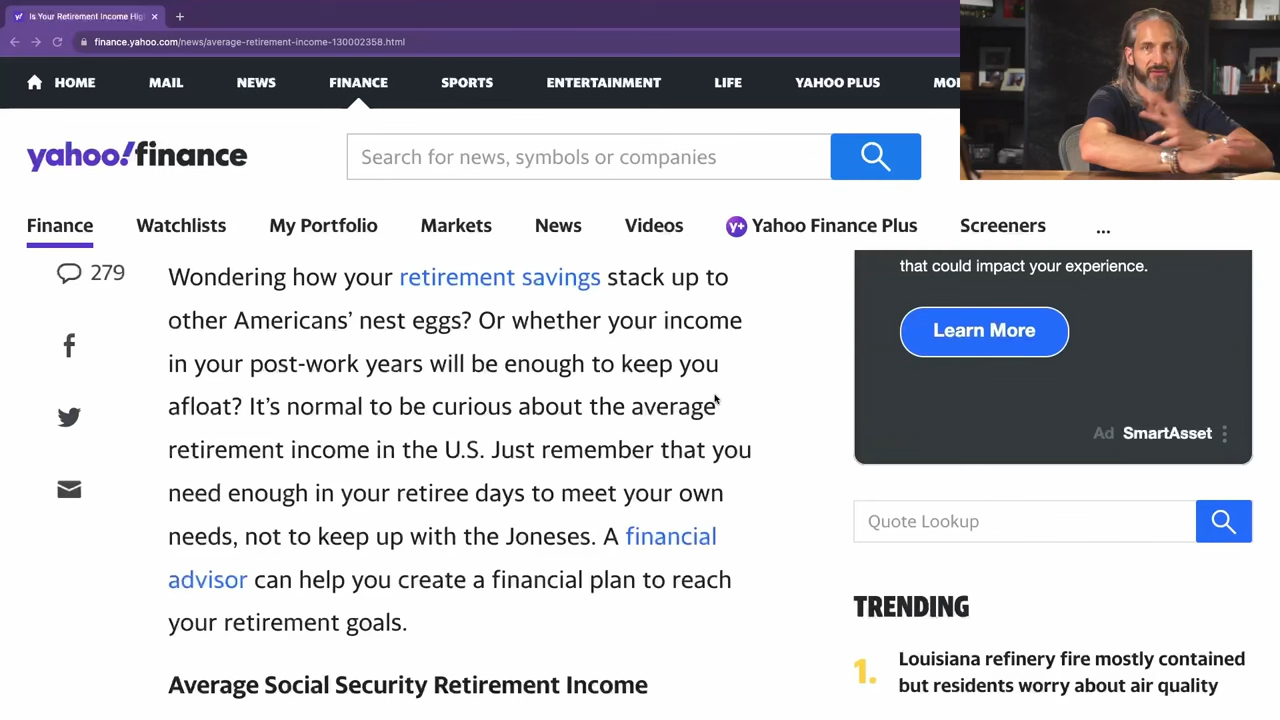 Is Your Retirement Income Hig
finance.yahoo.com/news/average-retirement-income-130002358.html
HOME MAIL NEWS FINANCE SPORTS ENTERTAINMENT LIFE YAHOO PLUS MO
yahoo!finance
Search for news, symbols or companies
Finance Watchlists My Portfolio Markets News Videos y+ Yahoo Finance Plus Screeners ...
279
Wondering how your retirement savings stack up to
other Americans’ nest eggs? Or whether your income
in your post-work years will be enough to keep you
afloat? It’s normal to be curious about the average
retirement income in the U.S. Just remember that you
need enough in your retiree days to meet your own
needs, not to keep up with the Joneses. A financial
advisor can help you create a financial plan to reach
your retirement goals.
Average Social Security Retirement Income
that could impact your experience.
Learn More
Ad SmartAsset
Quote Lookup
TRENDING
1. Louisiana refinery fire mostly contained
but residents worry about air quality